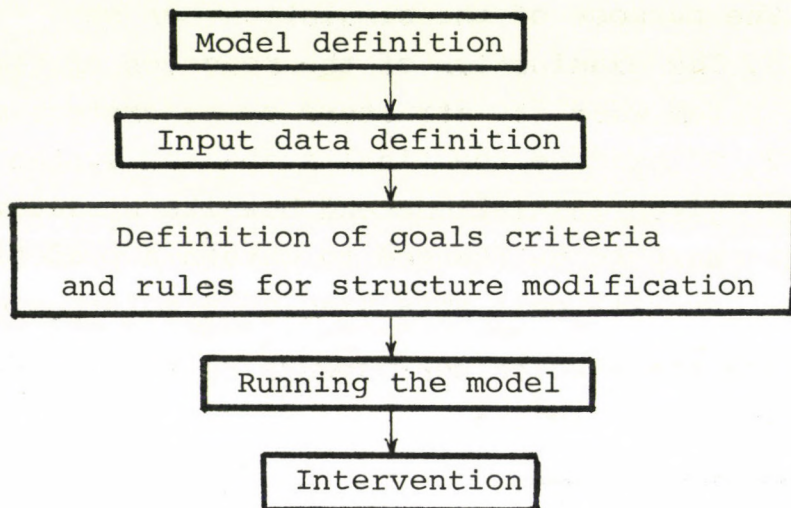 Model definition
Input data definition
Definition of goals criteria
and rules for structure modification
Running the model
Intervention